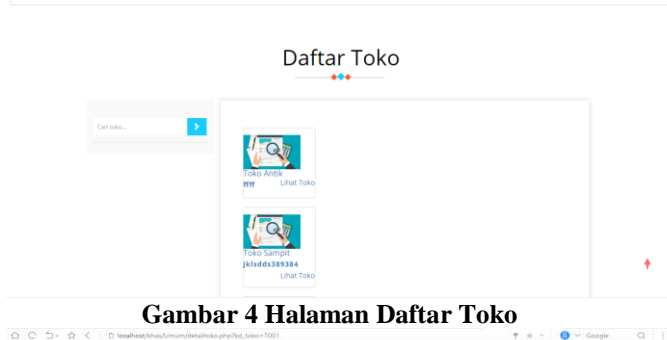 Daftar Toko
Cari toko...
Toko Antik
ffff
Lihat Toko
Toko Sampit
jklsdds389384
Lihat Toko
Gambar 4 Halaman Daftar Toko
localhost/khas/Umum/detailtoko.php?kd_toko=T001
Google